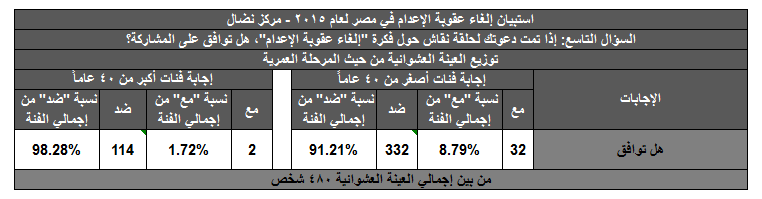 استبيان إلغاء عقوبة الإعدام في مصر لعام ٢٠١٥ - مركز نضال
السؤال التاسع: إذا تمت دعوتك لحلقة نقاش حول فكرة "إلغاء عقوبة الإعدام"، هل توافق على المشاركة؟
توزيع العينة العشوائية من حيث المرحلة العمرية
الإجابات
إجابة فئات أصغر من ٤٠ عاماً
إجابة فئات أكبر من ٤٠ عاماً
مع نسبة "مع" من إجمالي الفئة ضد نسبة "ضد" من إجمالي الفئة
مع نسبة "مع" من إجمالي الفئة ضد نسبة "ضد" من إجمالي الفئة
هل توافق 32 8.79% 332 91.21% 2 1.72% 114 98.28%
من بين إجمالي العينة العشوائية ٤٨٠ شخص